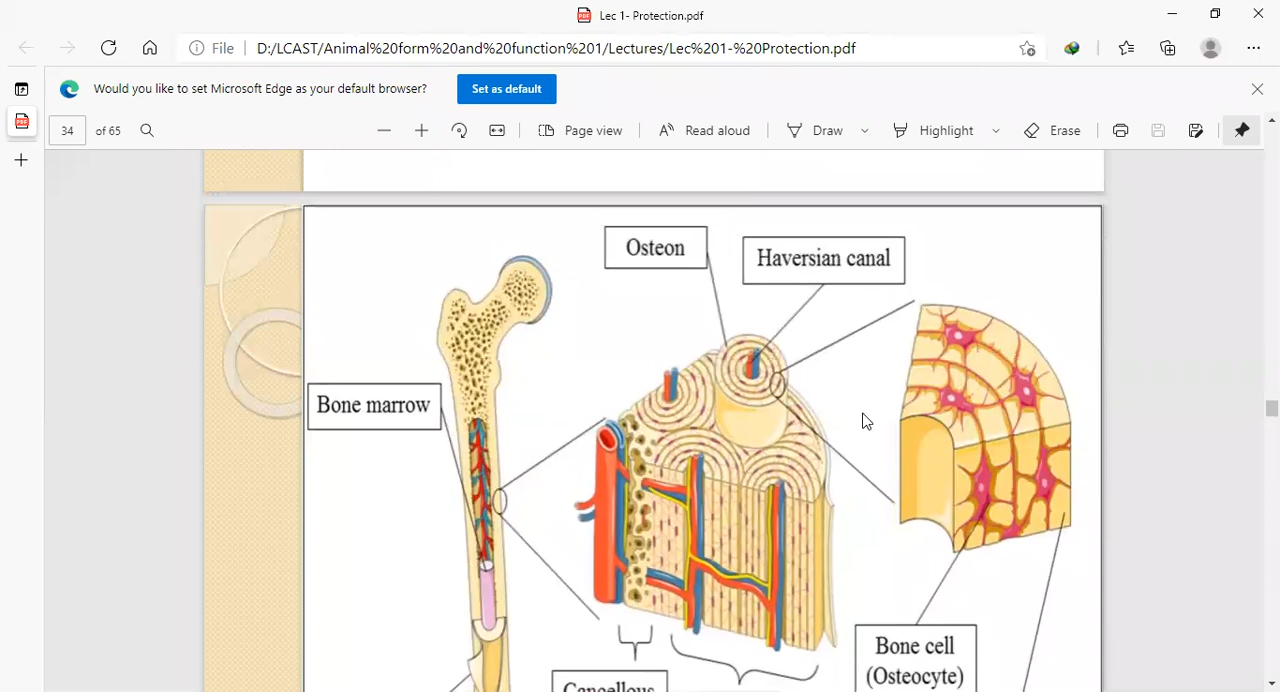 Lec 1- Protection.pdf
File
D:/LCAST/Animal%20form%20and%20function%201/Lectures/Lec%201-%20Protection.pdf
Would you like to set Microsoft Edge as your default browser?
Set as default
34
of 65
Page view
Read aloud
Draw
Highlight
Erase
Osteon
Haversian canal
Bone marrow
Bone cell
(Osteocyte)
Cancellous